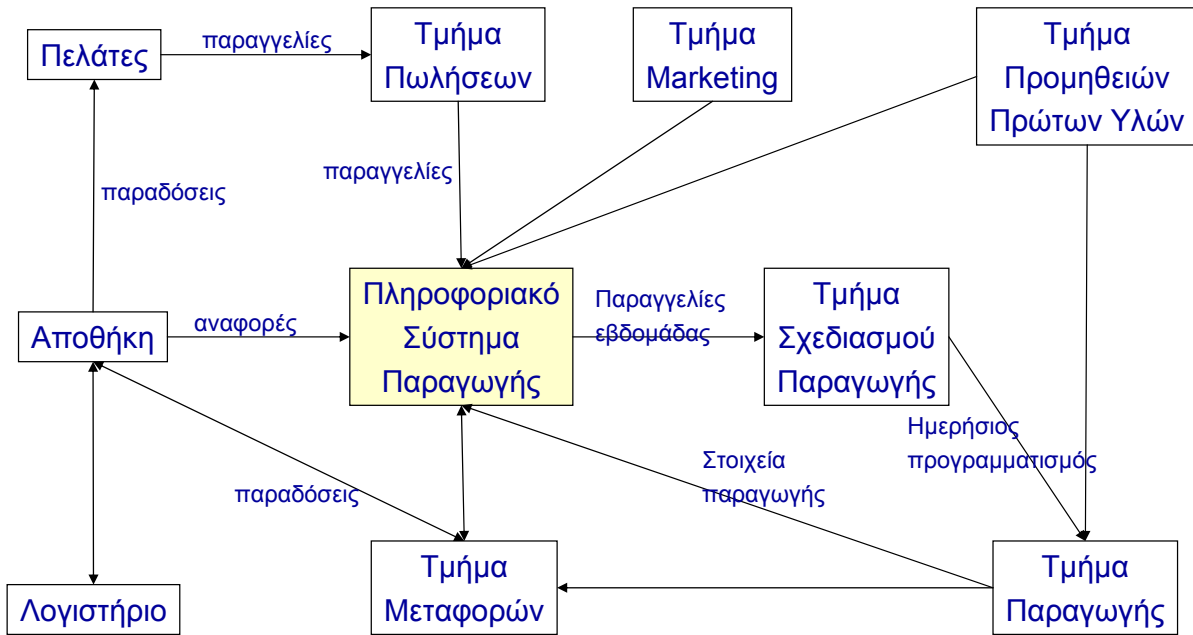 Πελάτες
παραγγελίες
Τμήμα
Πωλήσεων
Τμήμα
Marketing
Τμήμα
Προμηθειών
Πρώτων Υλών
παραδόσεις
παραγγελίες
Αποθήκη
αναφορές
Πληροφοριακό
Σύστημα
Παραγωγής
Παραγγελίες
εβδομάδας
Τμήμα
Σχεδιασμού
Παραγωγής
Ημερήσιος
προγραμματισμός
Στοιχεία
παραγωγής
παραδόσεις
Λογιστήριο
Τμήμα
Μεταφορών
Τμήμα
Παραγωγής